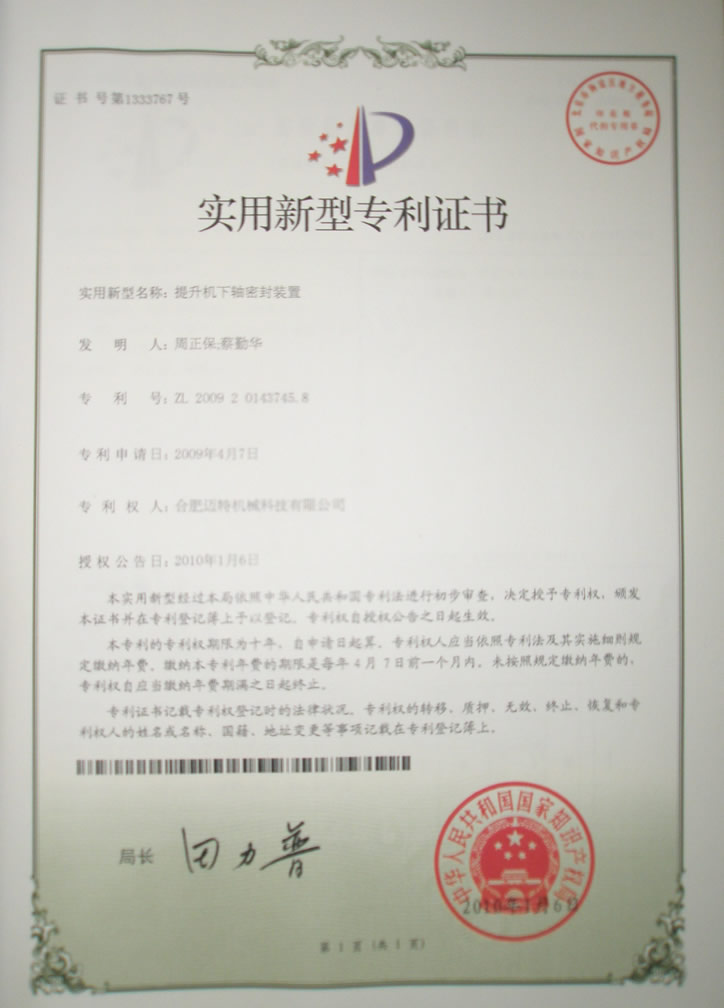 证 书 号 第1333767 号
实用新型专利证书
实用新型名称：提升机下轴密封装置
发 明 人：周正保;蔡勤华
专 利 号：ZL 2009 2 0143745.8
专利申请日：2009年4月7日
专 利 权 人：合肥迈特机械科技有限公司
授权公告日：2010年1月6日
本实用新型经过本局依照中华人民共和国专利法进行初步审查，决定授予专利权，颁发
本证书并在专利登记簿上予以登记。专利权自授权公告之日起生效。
本专利的专利权期限为十年，自申请日起算。专利权人应当依照专利法及其实施细则规
定缴纳年费。缴纳本专利年费的期限是每年 4 月 7 日前一个月内。未按照规定缴纳年费的，
专利权自应当缴纳年费期满之日起终止。
专利证书记载专利权登记时的法律状况。专利权的转移、质押、无效、终止、恢复和专
利权人的姓名或名称、国籍、地址变更等事项记载在专利登记簿上。
局长 田力普
中华人民共和国国家知识产权局
2010年1月6日
第 1 页 (共 1 页)